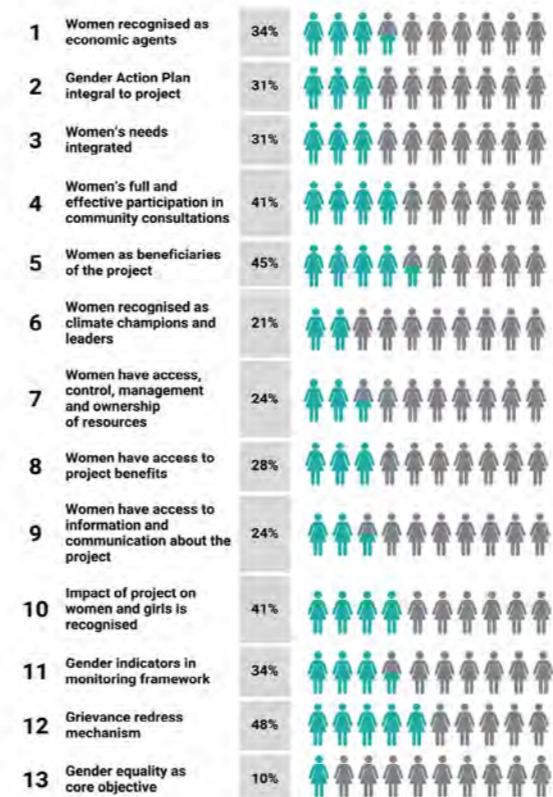 1
Women recognised as
economic agents
34%
2
Gender Action Plan
integral to project
31%
3
Women's needs
integrated
31%
4
Women's full and
effective participation in
community consultations
41%
5
Women as beneficiaries
of the project
45%
6
Women recognised as
climate champions and
leaders
21%
7
Women have access,
control, management
and ownership
of resources
24%
8
Women have access to
project benefits
28%
9
Women have access to
information and
communication about the
project
24%
10
Impact of project on
women and girls is
recognised
41%
11
Gender indicators in
monitoring framework
34%
12
Grievance redress
mechanism
48%
13
Gender equality as
core objective
10%